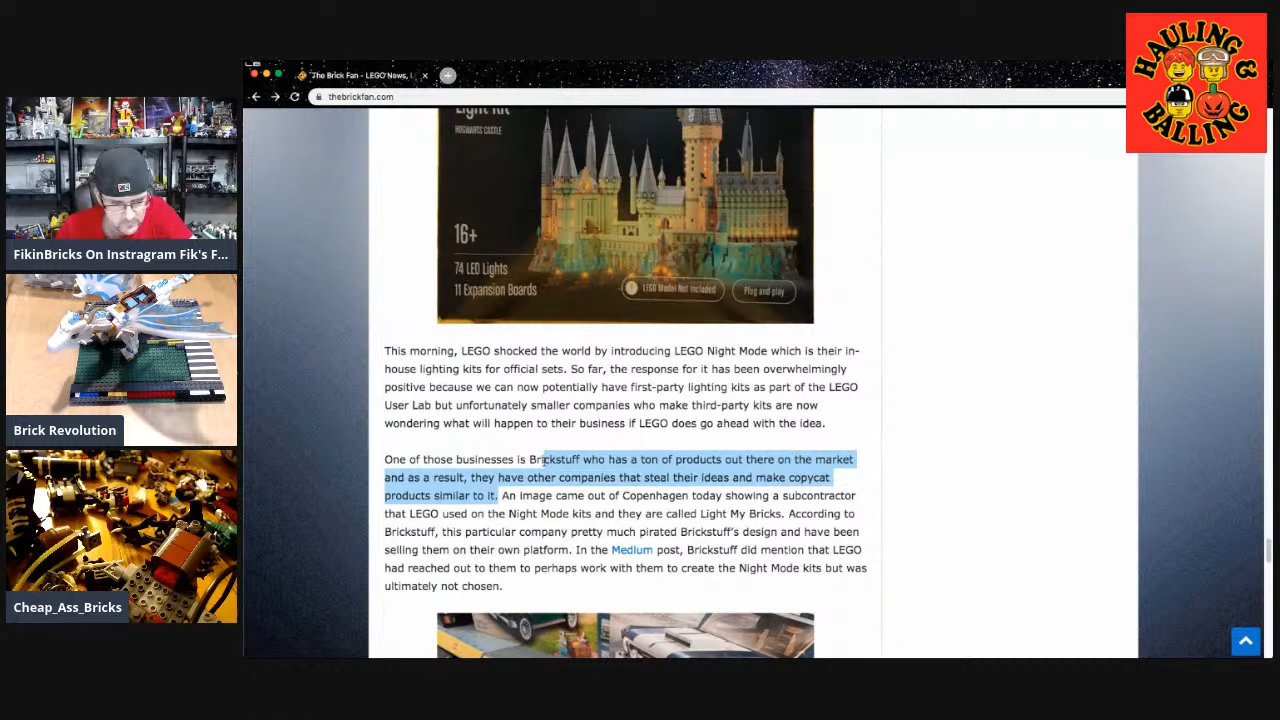 HAULING &
BALLING
The Brick Fan - LEGO News, L
thebrickfan.com
Light Kit
HOGWARTS CASTLE
16+
74 LED Lights
11 Expansion Boards
LEGO Model Not Included
Plug and play
FikinBricks On Instragram Fik's F...
This morning, LEGO shocked the world by introducing LEGO Night Mode which is their in-
house lighting kits for official sets. So far, the response for it has been overwhelmingly
positive because we can now potentially have first-party lighting kits as part of the LEGO
User Lab but unfortunately smaller companies who make third-party kits are now
wondering what will happen to their business if LEGO does go ahead with the idea.
Brick Revolution
One of those businesses is Brickstuff who has a ton of products out there on the market
and as a result, they have other companies that steal their ideas and make copycat
products similar to it. An image came out of Copenhagen today showing a subcontractor
that LEGO used on the Night Mode kits and they are called Light My Bricks. According to
Brickstuff, this particular company pretty much pirated Brickstuff's design and have been
selling them on their own platform. In the Medium post, Brickstuff did mention that LEGO
had reached out to them to perhaps work with them to create the Night Mode kits but was
ultimately not chosen.
Cheap_Ass_Bricks